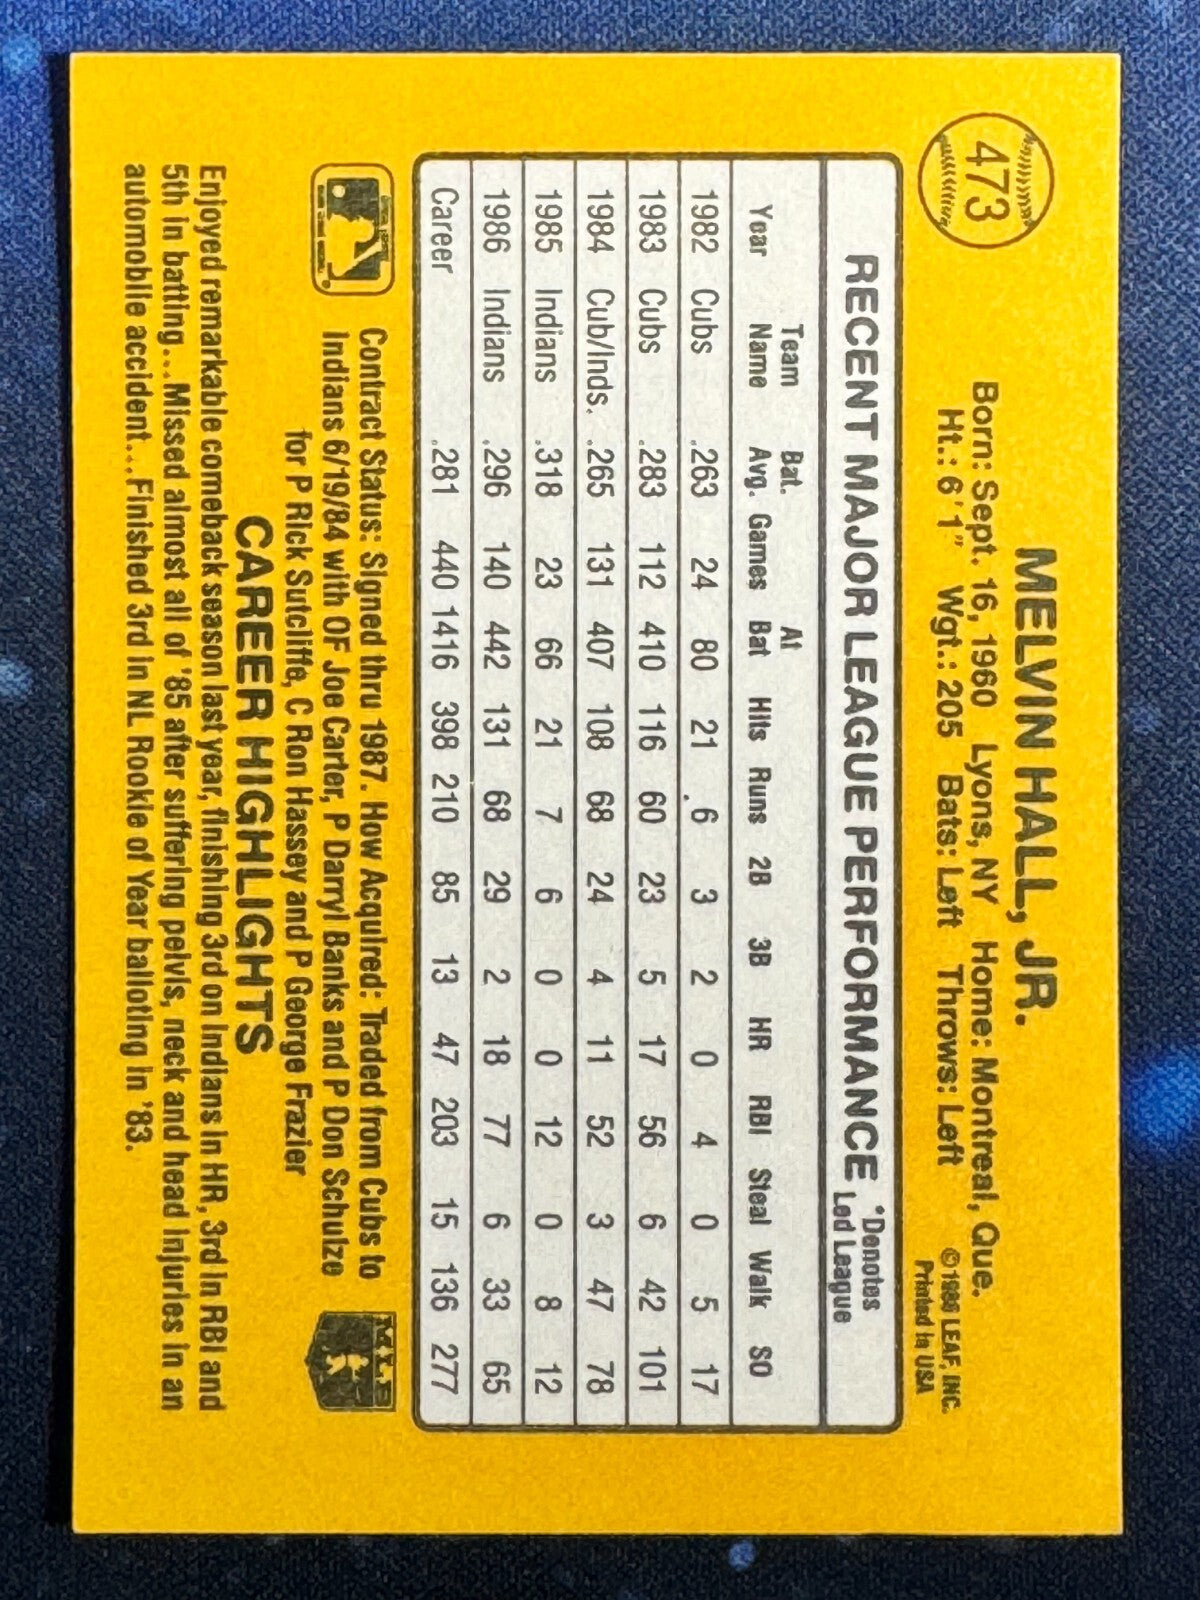 473
MELVIN HALL, JR.
Born: Sept. 16, 1960 Lyons, NY Home: Montreal, Que.
Ht.: 6'1" Wgt.: 205 Bats: Left Throws: Left
©1986 LEAF, INC.
Printed in USA
RECENT MAJOR LEAGUE PERFORMANCE *Denotes Led League
Year Team Name Bat. Avg. Games At Bat Hits Runs 2B 3B HR RBI Steal Walk SO
1982 Cubs .263 24 80 21 6 3 2 0 4 0 5 17
1983 Cubs .283 112 410 116 60 23 5 17 56 6 42 101
1984 Cub/Inds. .265 131 407 108 68 24 4 11 52 3 47 78
1985 Indians .318 23 66 21 7 6 0 0 12 0 8 12
1986 Indians .296 140 442 131 68 29 2 18 77 6 33 65
Career .281 440 1416 398 210 85 13 47 203 15 136 277
Contract Status: Signed thru 1987. How Acquired: Traded from Cubs to
Indians 6/19/84 with OF Joe Carter, P Darryl Banks and P Don Schulze
for P Rick Sutcliffe, C Ron Hassey and P George Frazier
MLP
CAREER HIGHLIGHTS
Enjoyed remarkable comeback season last year, finishing 3rd on Indians in HR, 3rd in RBI and
5th in batting...Missed almost all of '85 after suffering pelvis, neck and head injuries in an
automobile accident...Finished 3rd in NL Rookie of Year balloting in '83.